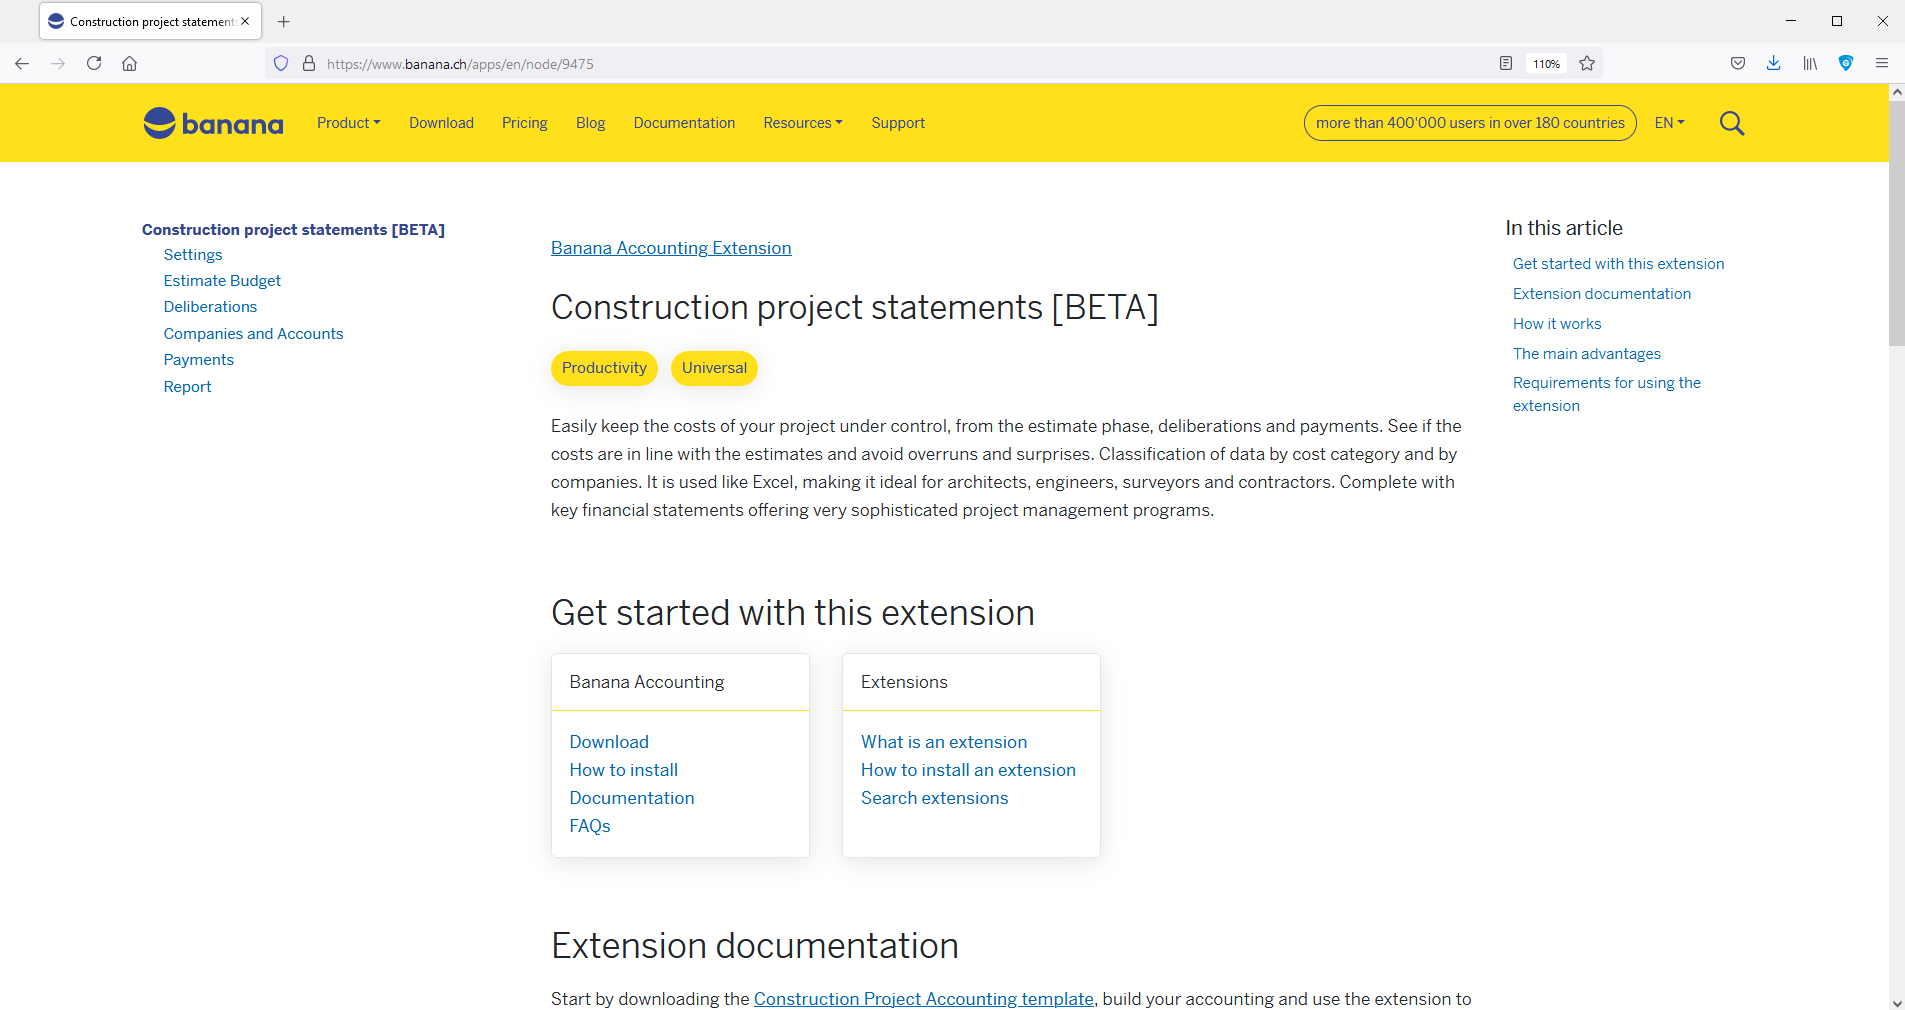 Construction project statements
https://www.banana.ch/apps/en/node/9475
110%
banana
Product
Download
Pricing
Blog
Documentation
Resources
Support
more than 400'000 users in over 180 countries
EN
Construction project statements [BETA]
Settings
Estimate Budget
Deliberations
Companies and Accounts
Payments
Report
Banana Accounting Extension
Construction project statements [BETA]
Productivity
Universal
Easily keep the costs of your project under control, from the estimate phase, deliberations and payments. See if the
costs are in line with the estimates and avoid overruns and surprises. Classification of data by cost category and by
companies. It is used like Excel, making it ideal for architects, engineers, surveyors and contractors. Complete with
key financial statements offering very sophisticated project management programs.
Get started with this extension
Banana Accounting
Download
How to install
Documentation
FAQs
Extensions
What is an extension
How to install an extension
Search extensions
Extension documentation
Start by downloading the Construction Project Accounting template, build your accounting and use the extension to
In this article
Get started with this extension
Extension documentation
How it works
The main advantages
Requirements for using the
extension